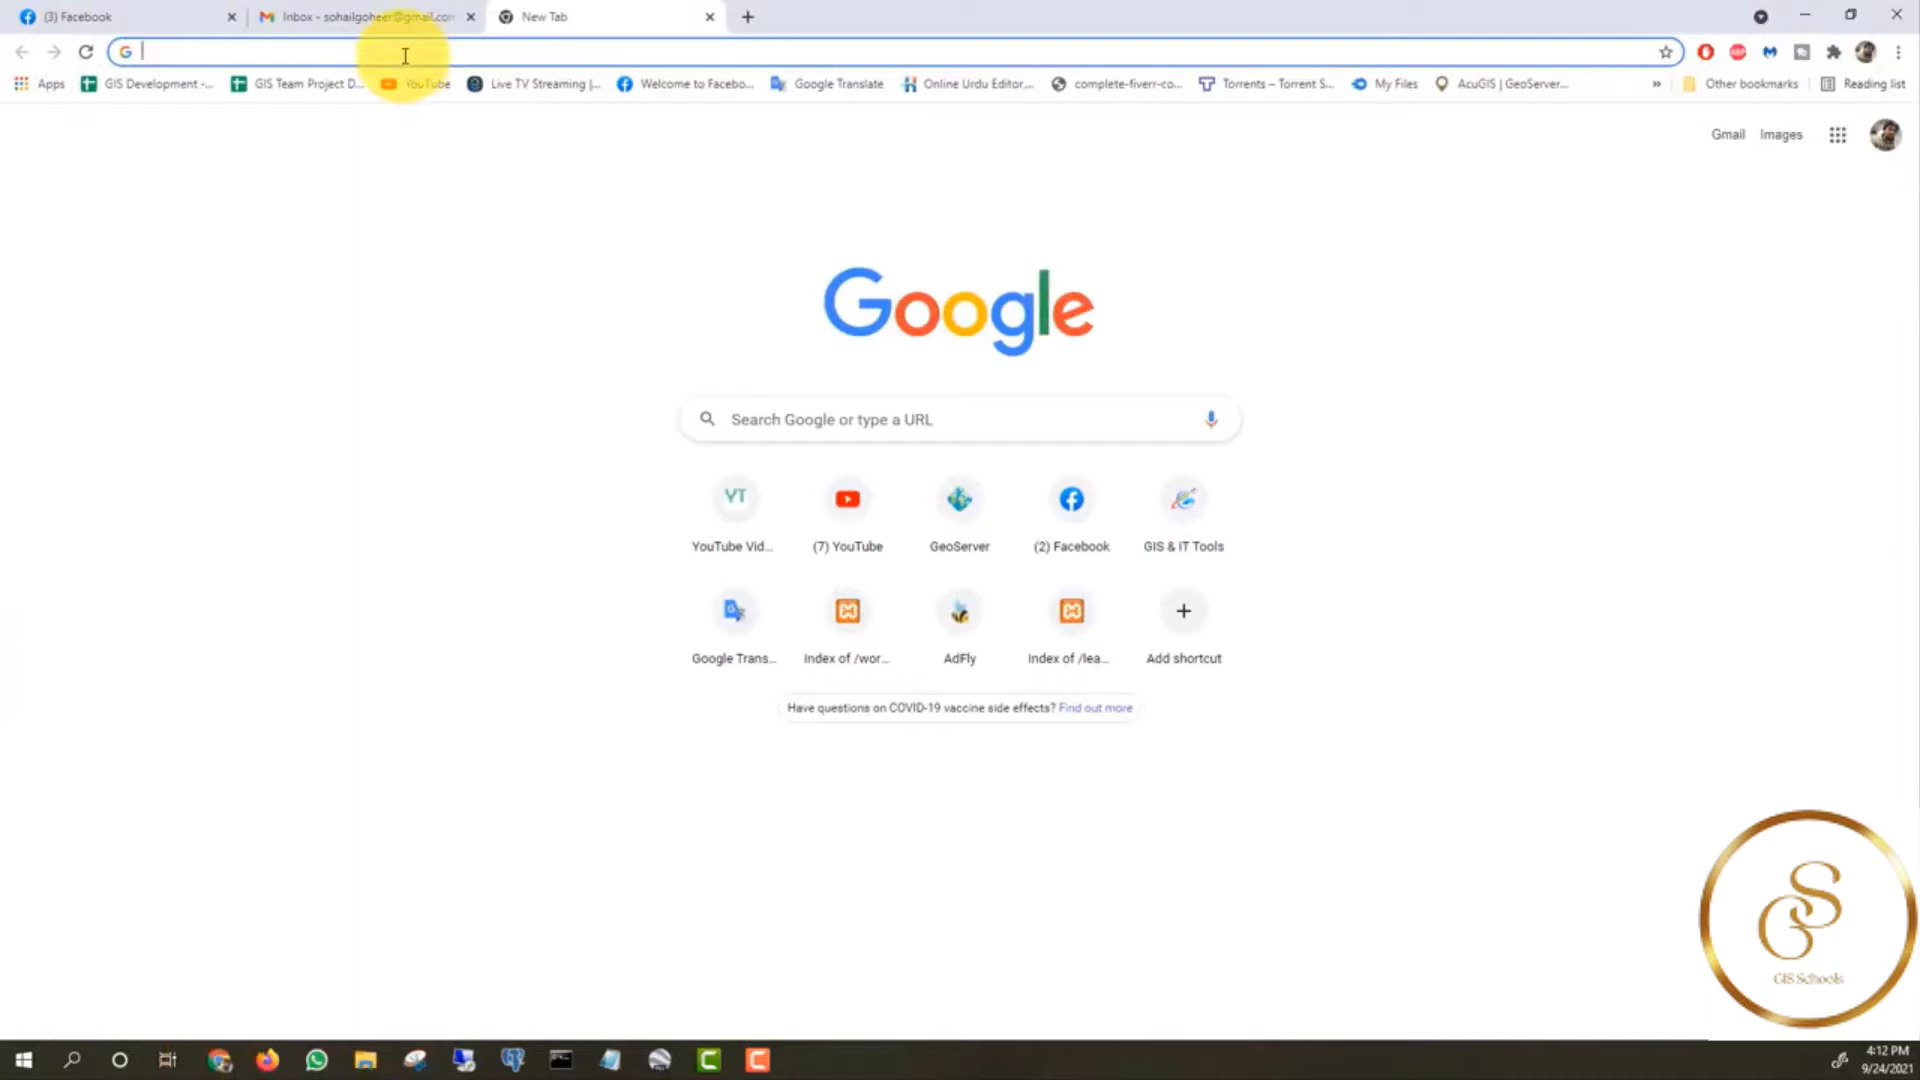 (3) Facebook
Inbox - sohailgoheer@gmail.com
New Tab
Apps
GIS Development -...
GIS Team Project D...
YouTube
Live TV Streaming |...
Welcome to Facebo...
Google Translate
Online Urdu Editor,...
complete-fiverr-co...
Torrents – Torrent S...
My Files
AcuGIS | GeoServer...
Other bookmarks
Reading list
Gmail
Images
Google
Search Google or type a URL
YT
YouTube Vid...
(7) YouTube
GeoServer
(2) Facebook
GIS & IT Tools
Google Trans...
Index of /wor...
AdFly
Index of /lea...
Add shortcut
Have questions on COVID-19 vaccine side effects? Find out more
GS
GIS Schools
4:12 PM
9/24/2021